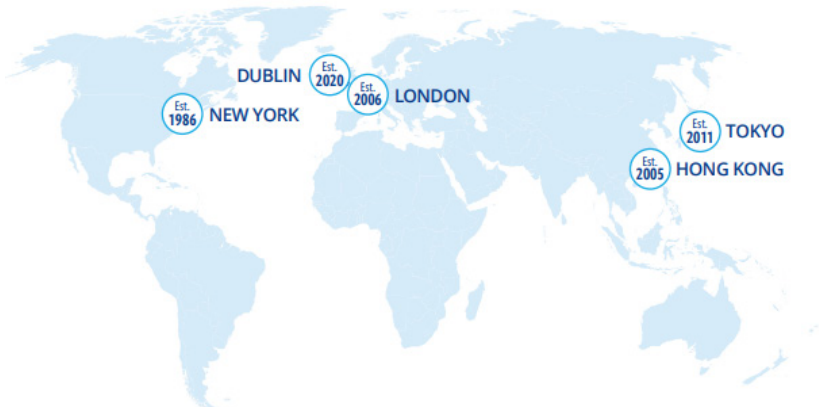 DUBLIN
Est.
2020
Est.
2006
LONDON
Est.
1986
NEW YORK
Est.
2011
TOKYO
Est.
2005
HONG KONG